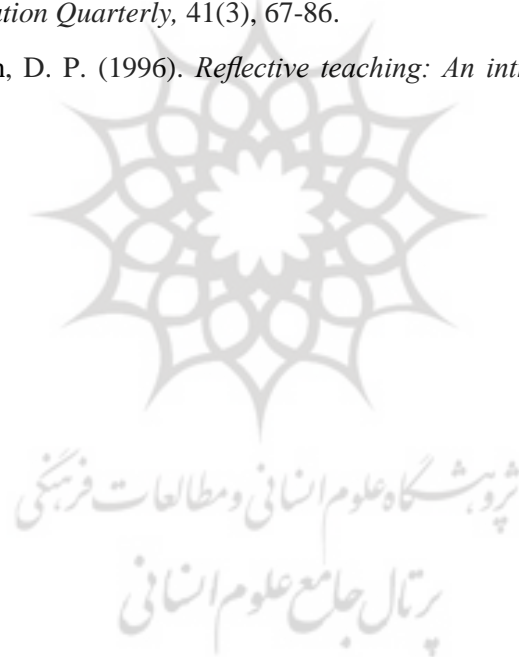 ation Quarterly, 41(3), 67-86.
n, D. P. (1996). Reflective teaching: An int
پژوهشگاه علوم انسانی و مطالعات فرهنگی
پرتال جامع علوم انسانی